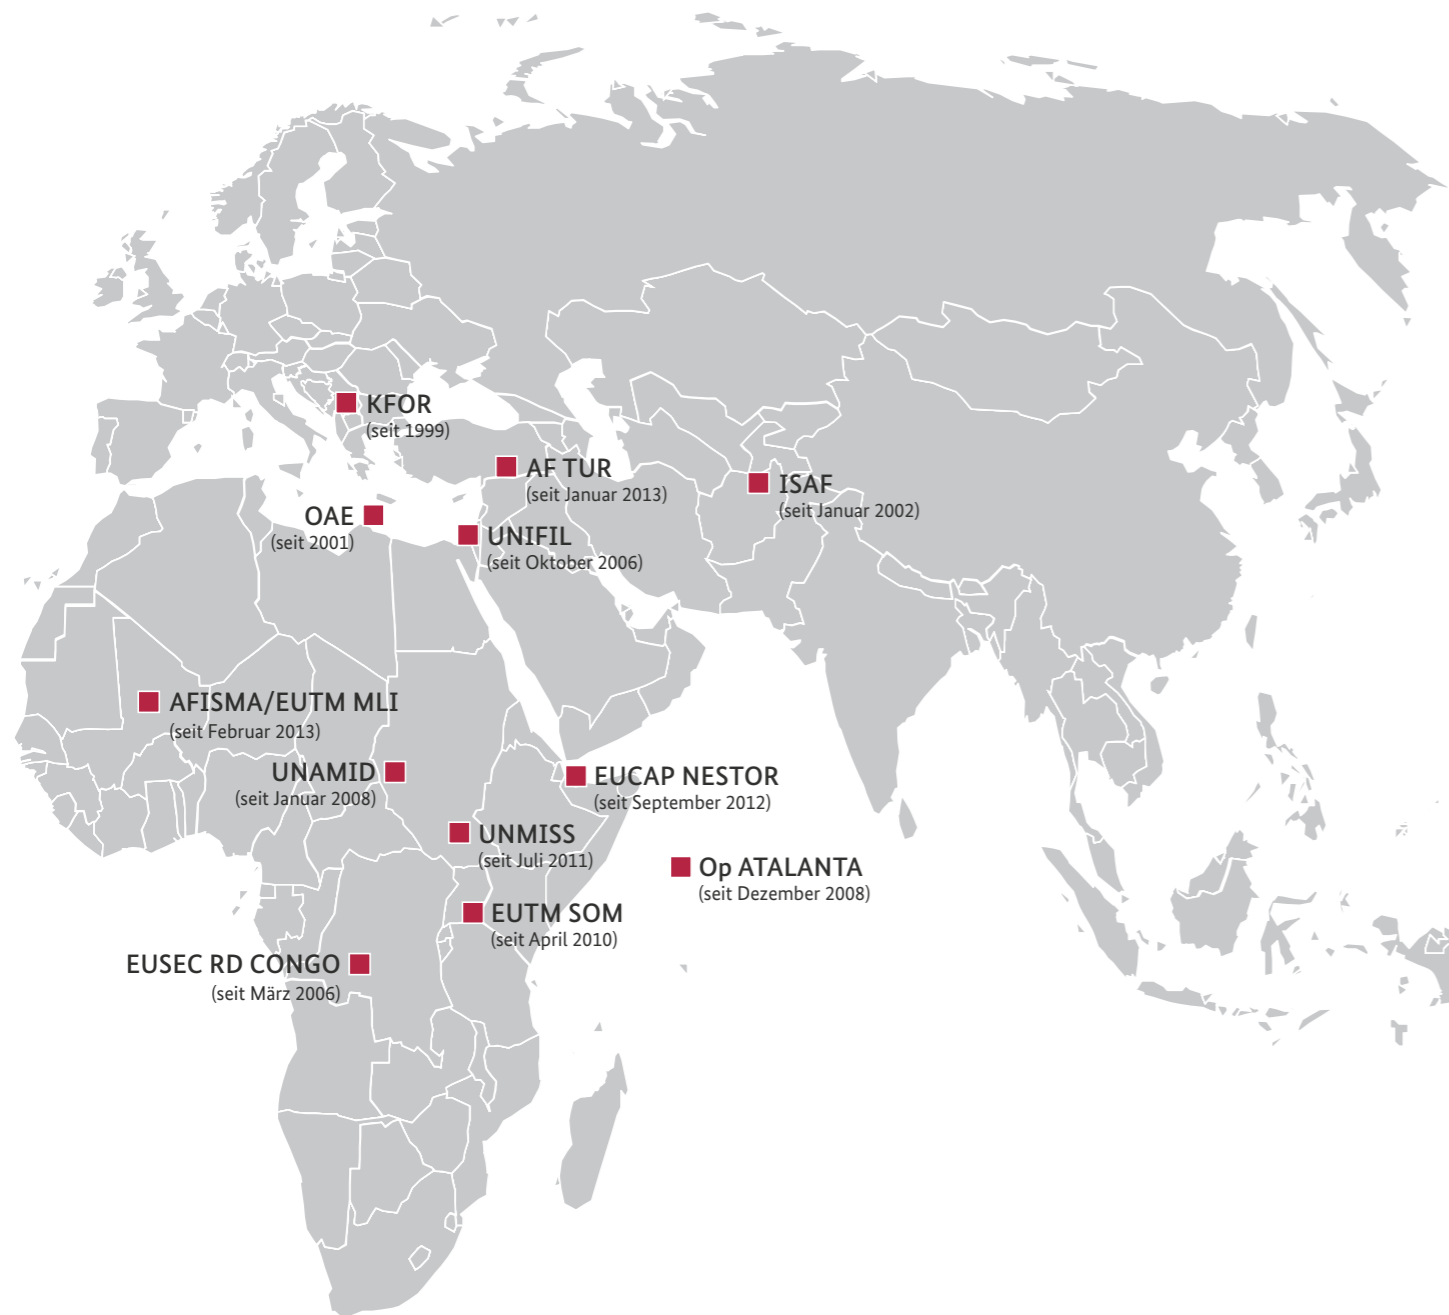 KFOR
(seit 1999)
AF TUR
(seit Januar 2013)
ISAF
(seit Januar 2002)
OAE
(seit 2001)
UNIFIL
(seit Oktober 2006)
AFISMA/EUTM MLI
(seit Februar 2013)
UNAMID
(seit Januar 2008)
EUCAP NESTOR
(seit September 2012)
UNMISS
(seit Juli 2011)
Op ATALANTA
(seit Dezember 2008)
EUTM SOM
(seit April 2010)
EUSEC RD CONGO
(seit März 2006)